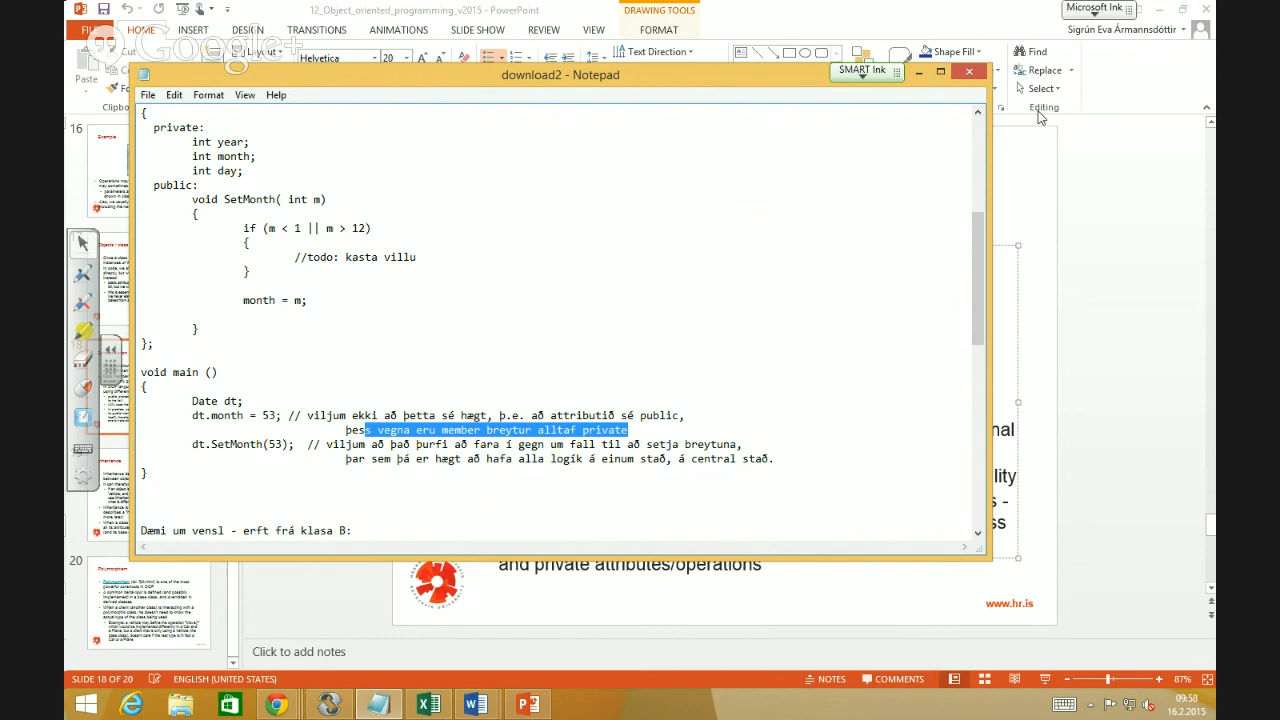 12_Object_oriented_programming_v2015 - PowerPoint
DRAWING TOOLS
Microsoft Ink
FILE
HOME
INSERT
DESIGN
TRANSITIONS
ANIMATIONS
SLIDE SHOW
REVIEW
VIEW
FORMAT
Sigrún Eva Ármannsdóttir
Google+
Cut
Layout
Helvetica
20
Text Direction
Shape Fill
Find
Paste
Replace
Select
Editing
download2 - Notepad
SMART Ink
File Edit Format View Help
{
private:
int year;
int month;
int day;
public:
void SetMonth( int m)
{
if (m < 1 || m > 12)
{
//todo: kasta villu
}
month = m;
}
};
void main ()
{
Date dt;
dt.month = 53; // viljum ekki að þetta sé hægt, þ.e. að attributið sé public,
þess vegna eru member breytur alltaf private
dt.SetMonth(53); // viljum að það þurfi að fara í gegn um fall til að setja breytuna,
þar sem þá er hægt að hafa alla logík á einum stað, á central stað.
}
Dæmi um vensl - erft frá klasa B:
16
Example
18
20
Polymorphism
and private attributes/operations
www.hr.is
Click to add notes
SLIDE 18 OF 20
ENGLISH (UNITED STATES)
NOTES
COMMENTS
87%
09:58
16.2.2015